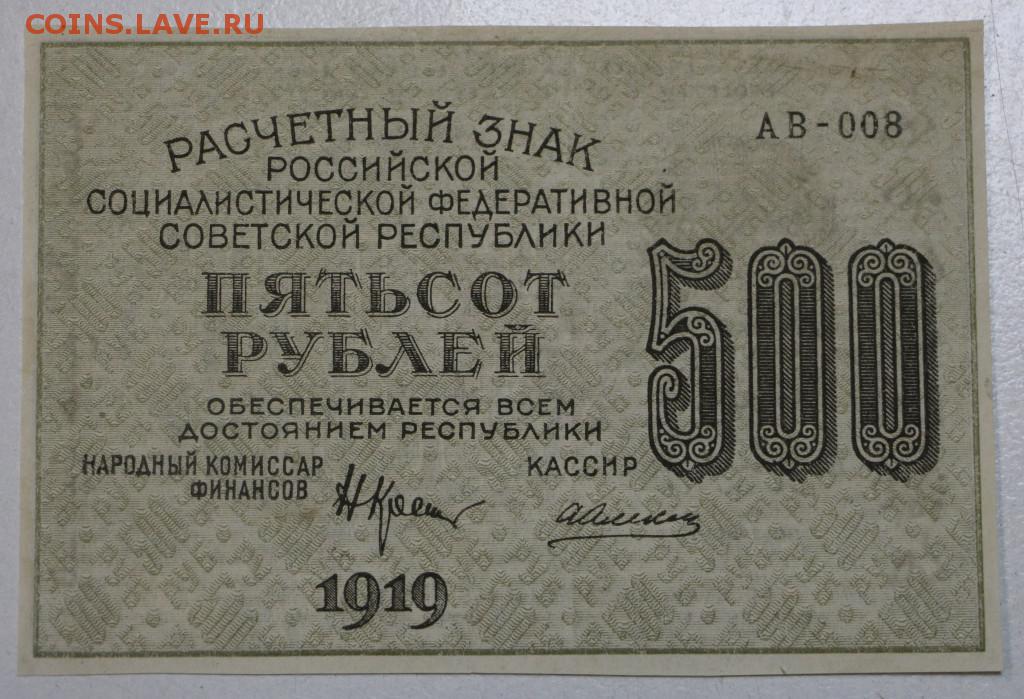 COINS.LAVE.RU
АВ-008
РАСЧЕТНЫЙ ЗНАК
РОССИЙСКОЙ
СОЦИАЛИСТИЧЕСКОЙ ФЕДЕРАТИВНОЙ
СОВЕТСКОЙ РЕСПУБЛИКИ
ПЯТЬСОТ
РУБЛЕЙ
500
ОБЕСПЕЧИВАЕТСЯ ВСЕМ
ДОСТОЯНИЕМ РЕСПУБЛИКИ
НАРОДНЫЙ КОМИССАР
ФИНАНСОВ
КАССИР
1919